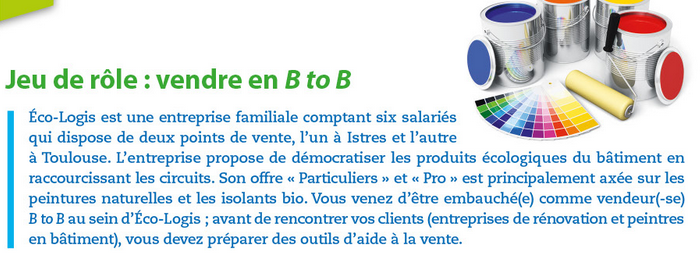 Jeu de rôle : vendre en B to B
Éco-Logis est une entreprise familiale comptant six salariés
qui dispose de deux points de vente, l’un à Istres et l’autre
à Toulouse. L’entreprise propose de démocratiser les produits écologiques du bâtiment en
raccourcissant les circuits. Son offre « Particuliers » et « Pro » est principalement axée sur les
peintures naturelles et les isolants bio. Vous venez d’être embauché(e) comme vendeur(-se)
B to B au sein d’Éco-Logis ; avant de rencontrer vos clients (entreprises de rénovation et peintres
en bâtiment), vous devez préparer des outils d’aide à la vente.